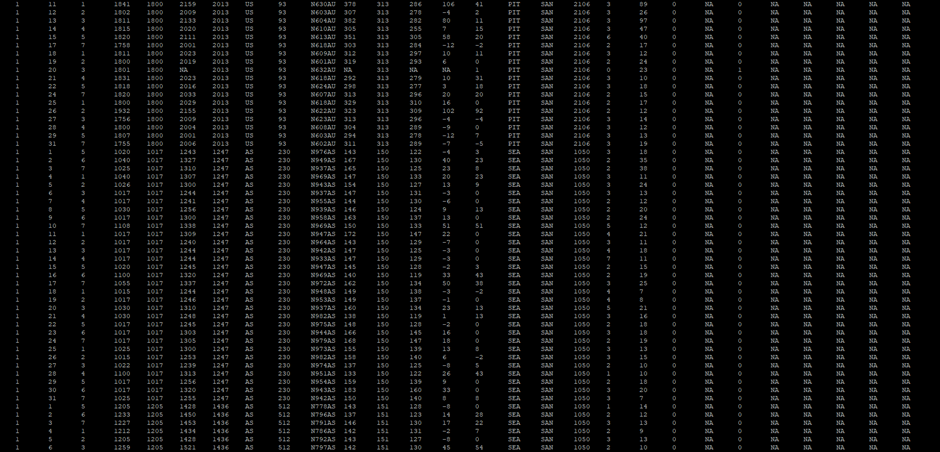 1 11 1 1841 1800 2159 2133 US 93 N603AU 378 313 286 106 41 PIT SAN 2106 3 89 0 NA 0 NA NA NA NA NA
1 12 2 1802 1800 2009 2013 US 93 307 313 278 -4 2 PIT SAN 2106 3 26 0 NA 0 NA NA NA NA NA
1 13 3 1811 1800 2133 2013 US 93 N604AU 382 313 282 80 11 PIT SAN 2106 3 97 0 NA 0 NA NA NA NA NA
1 14 4 1815 1800 2020 2013 US 93 N610AU 305 313 255 7 15 PIT SAN 2106 3 47 0 NA 0 NA NA NA NA NA
1 15 5 1820 1800 2111 2013 US 93 N613AU 351 313 305 58 20 PIT SAN 2106 6 40 0 NA 0 NA NA NA NA NA
1 17 7 1758 1800 2001 2013 US 93 N618AU 303 313 284 -12 -2 PIT SAN 2106 2 17 0 NA 0 NA NA NA NA NA
1 18 1 1811 1800 2023 2013 US 93 N609AU 312 313 297 10 11 PIT SAN 2106 3 12 0 NA 0 NA NA NA NA NA
1 19 2 1800 1800 2019 2013 US 93 N601AU 319 313 293 6 0 PIT SAN 2106 2 24 0 NA 0 NA NA NA NA NA
1 20 3 1801 1800 NA 2013 US 93 N632AU NA 313 NA NA 1 PIT SAN 2106 0 23 0 NA 1 NA NA NA NA NA
1 21 4 1831 1800 2023 2013 US 93 N618AU 292 313 279 10 31 PIT SAN 2106 3 10 0 NA 0 NA NA NA NA NA
1 22 5 1818 1800 2016 2013 US 93 N624AU 298 313 277 3 18 PIT SAN 2106 3 18 0 NA 0 NA NA NA NA NA
1 24 7 1820 1800 2033 2013 US 93 N607AU 313 313 296 20 20 PIT SAN 2106 2 15 0 NA 0 NA NA NA NA NA
1 25 1 1800 1800 2029 2013 US 93 N618AU 329 313 310 16 0 PIT SAN 2106 2 17 0 NA 0 NA NA NA NA NA
1 26 2 1932 1800 2155 2013 US 93 N622AU 323 313 309 102 92 PIT SAN 2106 2 12 0 NA 0 NA NA NA NA NA
1 27 3 1756 1800 2009 2013 US 93 N623AU 313 313 296 -4 -4 PIT SAN 2106 3 14 0 NA 0 NA NA NA NA NA
1 28 4 1800 1800 2004 2013 US 93 N608AU 304 313 289 -9 0 PIT SAN 2106 3 12 0 NA 0 NA NA NA NA NA
1 29 5 1807 1800 2001 2013 US 93 N603AU 294 313 278 -12 7 PIT SAN 2106 3 13 0 NA 0 NA NA NA NA NA
1 31 7 1755 1800 2006 2013 US 93 N602AU 311 313 289 -7 -5 PIT SAN 2106 3 19 0 NA 0 NA NA NA NA NA
1 1 5 1020 1017 1243 1247 AS 230 N976AS 143 150 122 -4 3 SEA SAN 1050 3 18 0 NA 0 NA NA NA NA NA
1 2 6 1040 1017 1327 1247 AS 230 N949AS 167 150 130 40 23 SEA SAN 1050 2 35 0 NA 0 NA NA NA NA NA
1 3 7 1025 1017 1310 1247 AS 230 N937AS 165 150 125 23 8 SEA SAN 1050 2 38 0 NA 0 NA NA NA NA NA
1 4 1 1040 1017 1307 1247 AS 230 N969AS 147 150 133 20 23 SEA SAN 1050 3 11 0 NA 0 NA NA NA NA NA
1 5 2 1026 1017 1300 1247 AS 230 N943AS 154 150 127 13 9 SEA SAN 1050 3 24 0 NA 0 NA NA NA NA NA
1 6 3 1017 1017 1244 1247 AS 230 N937AS 147 150 131 -3 0 SEA SAN 1050 3 13 0 NA 0 NA NA NA NA NA
1 7 4 1017 1017 1241 1247 AS 230 N955AS 144 150 130 -6 0 SEA SAN 1050 2 12 0 NA 0 NA NA NA NA NA
1 8 5 1030 1017 1256 1247 AS 230 N939AS 146 150 124 9 13 SEA SAN 1050 2 20 0 NA 0 NA NA NA NA NA
1 9 6 1017 1017 1300 1247 AS 230 N958AS 163 150 137 13 0 SEA SAN 1050 2 24 0 NA 0 NA NA NA NA NA
1 10 7 1108 1017 1338 1247 AS 230 N969AS 150 150 133 51 51 SEA SAN 1050 5 12 0 NA 0 NA NA NA NA NA
1 11 1 1017 1017 1309 1247 AS 230 N947AS 172 150 147 22 0 SEA SAN 1050 4 21 0 NA 0 NA NA NA NA NA
1 12 2 1017 1017 1240 1247 AS 230 N964AS 143 150 129 -7 0 SEA SAN 1050 3 11 0 NA 0 NA NA NA NA NA
1 13 3 1017 1017 1244 1247 AS 230 N942AS 147 150 125 -3 0 SEA SAN 1050 4 18 0 NA 0 NA NA NA NA NA
1 14 4 1017 1017 1244 1247 AS 230 N933AS 147 150 129 -3 0 SEA SAN 1050 7 11 0 NA 0 NA NA NA NA NA
1 15 5 1020 1017 1245 1247 AS 230 N947AS 145 150 128 -2 3 SEA SAN 1050 2 15 0 NA 0 NA NA NA NA NA
1 16 6 1100 1017 1320 1247 AS 230 N969AS 140 150 119 33 43 SEA SAN 1050 2 19 0 NA 0 NA NA NA NA NA
1 17 7 1055 1017 1337 1247 AS 230 N972AS 162 150 134 50 38 SEA SAN 1050 3 25 0 NA 0 NA NA NA NA NA
1 18 1 1015 1017 1244 1247 AS 230 N948AS 149 150 138 -3 -2 SEA SAN 1050 4 7 0 NA 0 NA NA NA NA NA
1 19 2 1017 1017 1246 1247 AS 230 N953AS 149 150 137 -1 0 SEA SAN 1050 4 8 0 NA 0 NA NA NA NA NA
1 20 3 1030 1017 1310 1247 AS 230 N937AS 160 150 134 23 13 SEA SAN 1050 5 21 0 NA 0 NA NA NA NA NA
1 21 4 1030 1017 1248 1247 AS 230 N982AS 138 150 119 1 13 SEA SAN 1050 3 16 0 NA 0 NA NA NA NA NA
1 22 5 1017 1017 1245 1247 AS 230 N975AS 148 150 128 -2 0 SEA SAN 1050 2 18 0 NA 0 NA NA NA NA NA
1 23 6 1017 1017 1303 1247 AS 230 N944AS 166 150 145 16 0 SEA SAN 1050 3 18 0 NA 0 NA NA NA NA NA
1 24 7 1017 1017 1305 1247 AS 230 N979AS 168 150 147 18 0 SEA SAN 1050 2 19 0 NA 0 NA NA NA NA NA
1 25 1 1025 1017 1300 1247 AS 230 N973AS 155 150 139 13 8 SEA SAN 1050 3 13 0 NA 0 NA NA NA NA NA
1 26 2 1015 1017 1253 1247 AS 230 N982AS 158 150 140 6 -2 SEA SAN 1050 3 15 0 NA 0 NA NA NA NA NA
1 27 3 1022 1017 1239 1247 AS 230 N974AS 137 150 125 -8 5 SEA SAN 1050 2 10 0 NA 0 NA NA NA NA NA
1 28 4 1100 1017 1313 1247 AS 230 N951AS 133 150 122 26 43 SEA SAN 1050 1 10 0 NA 0 NA NA NA NA NA
1 29 5 1017 1017 1256 1247 AS 230 N954AS 159 150 139 9 0 SEA SAN 1050 2 18 0 NA 0 NA NA NA NA NA
1 30 6 1017 1017 1320 1247 AS 230 N943AS 183 150 160 33 0 SEA SAN 1050 3 20 0 NA 0 NA NA NA NA NA
1 31 7 1025 1017 1255 1247 AS 230 N942AS 150 150 140 8 8 SEA SAN 1050 3 7 0 NA 0 NA NA NA NA NA
1 1 5 1205 1205 1428 1436 AS 512 N778AS 143 151 128 -8 0 SEA SAN 1050 1 14 0 NA 0 NA NA NA NA NA
1 2 6 1233 1205 1450 1436 AS 512 N796AS 137 151 123 14 28 SEA SAN 1050 2 12 0 NA 0 NA NA NA NA NA
1 3 7 1227 1205 1453 1436 AS 512 N791AS 146 151 130 17 22 SEA SAN 1050 3 13 0 NA 0 NA NA NA NA NA
1 4 1 1212 1205 1434 1436 AS 512 N786AS 142 151 131 -2 7 SEA SAN 1050 2 9 0 NA 0 NA NA NA NA NA
1 5 2 1205 1205 1428 1436 AS 512 N792AS 143 151 127 -8 0 SEA SAN 1050 3 13 0 NA 0 NA NA NA NA NA
1 6 3 1259 1205 1521 1436 AS 512 N797AS 142 151 130 45 54 SEA SAN 1050 2 10 0 NA 0 NA NA NA NA NA